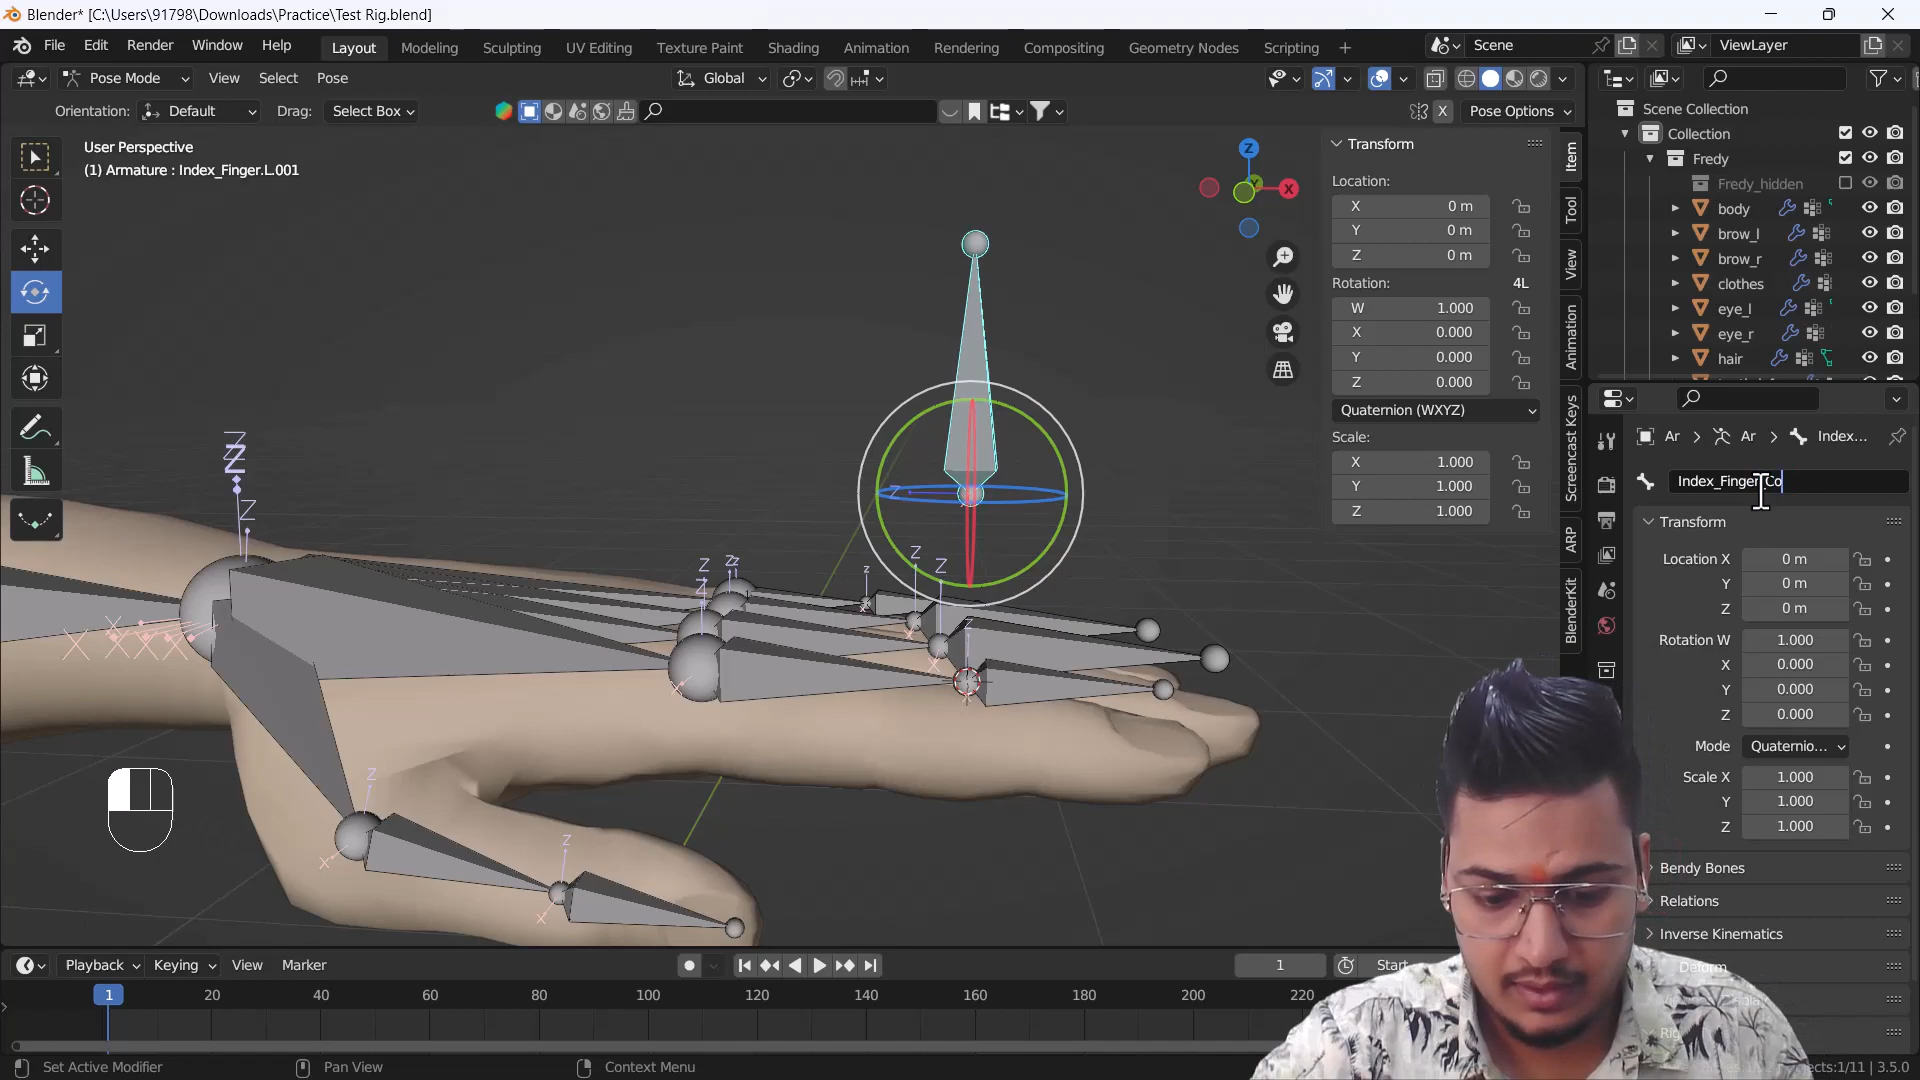 Blender* [C:\Users\91798\Downloads\Practice\Test Rig.blend]
File Edit Render Window Help
Layout Modeling Sculpting UV Editing Texture Paint Shading Animation Rendering Compositing Geometry Nodes Scripting +
Scene ViewLayer
Pose Mode View Select Pose Global
Orientation: Default Drag: Select Box X Pose Options
User Perspective
(1) Armature : Index_Finger.L.001
Z
X
Transform
Location:
X 0 m
Y 0 m
Z 0 m
Rotation: 4L
W 1.000
X 0.000
Y 0.000
Z 0.000
Quaternion (WXYZ)
Scale:
X 1.000
Y 1.000
Z 1.000
Item
Tool
View
Animation
Screencast Keys
ARP
BlenderKit
Scene Collection
Collection
Fredy
Fredy_hidden
body
brow_l
brow_r
clothes
eye_l
eye_r
hair
Ar > Ar > Index...
Transform
Location X 0 m
Y 0 m
Z 0 m
Rotation W 1.000
X 0.000
Y 0.000
Z 0.000
Mode Quaternio...
Scale X 1.000
Y 1.000
Z 1.000
Bendy Bones
Relations
Inverse Kinematics
Deform
Playback Keying View Marker 1 Start
1 20 40 60 80 100 120 140 160 180 200 220
Set Active Modifier Pan View Context Menu 3.5.0